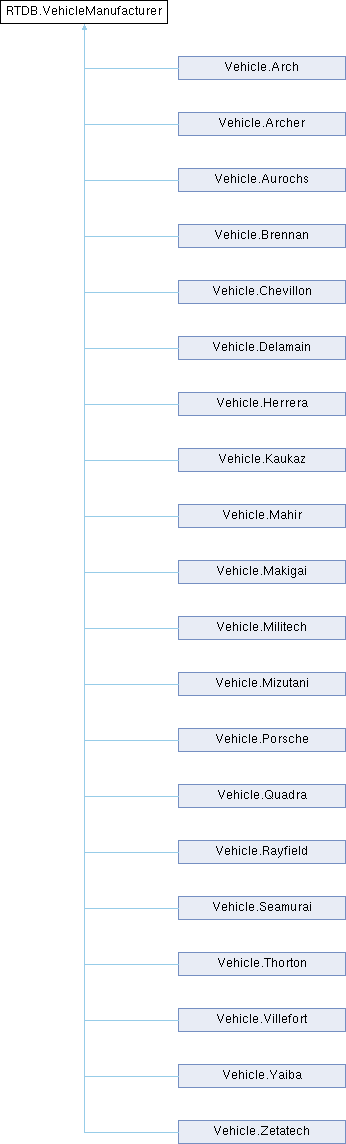 RTDB.VehicleManufacturer
Vehicle.Arch
Vehicle.Archer
Vehicle.Aurochs
Vehicle.Brennan
Vehicle.Chevillon
Vehicle.Delamain
Vehicle.Herrera
Vehicle.Kaukaz
Vehicle.Mahir
Vehicle.Makigai
Vehicle.Militech
Vehicle.Mizutani
Vehicle.Porsche
Vehicle.Quadra
Vehicle.Rayfield
Vehicle.Seamurai
Vehicle.Thorton
Vehicle.Villefort
Vehicle.Yaiba
Vehicle.Zetatech